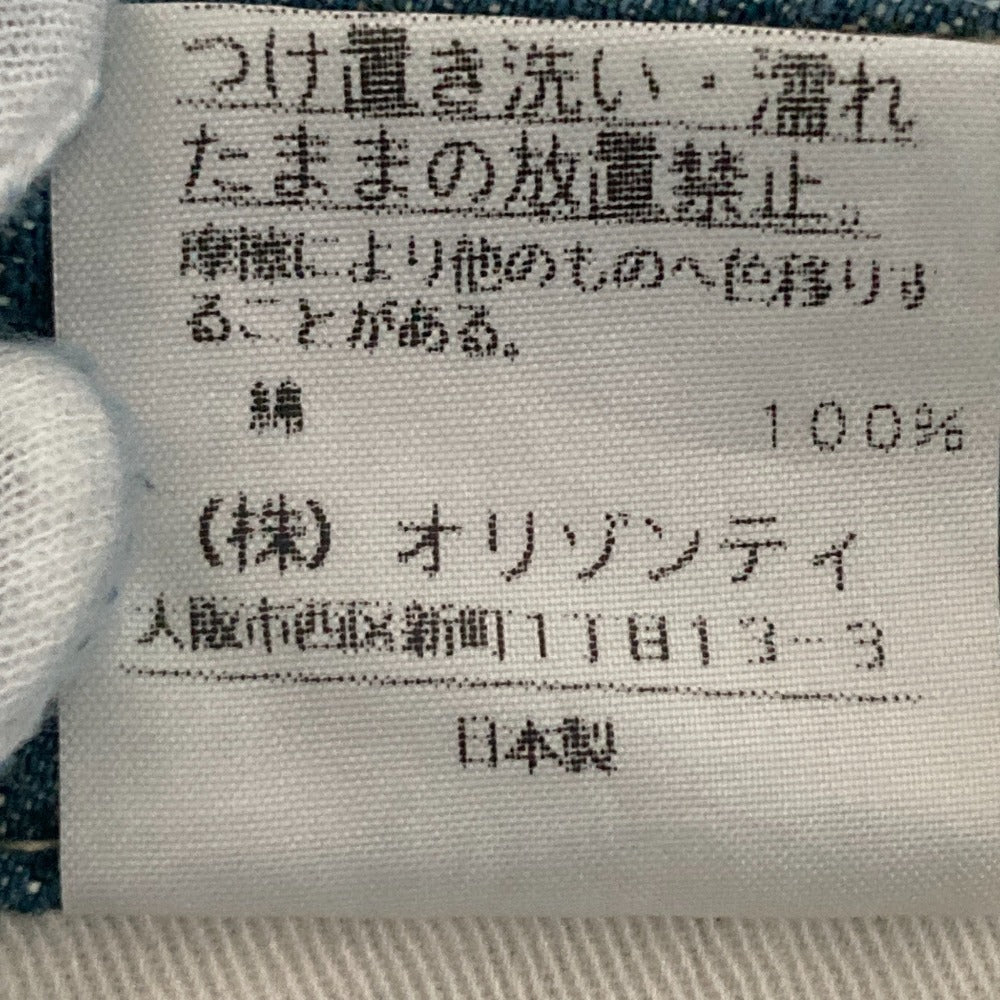 つけ置き洗い・濡れ
たままの放置禁止。
摩擦により他のものへ色移りす
ることがある。
綿 100%
(株) オリゾンティ
大阪市西区新町1丁目13-3
日本製